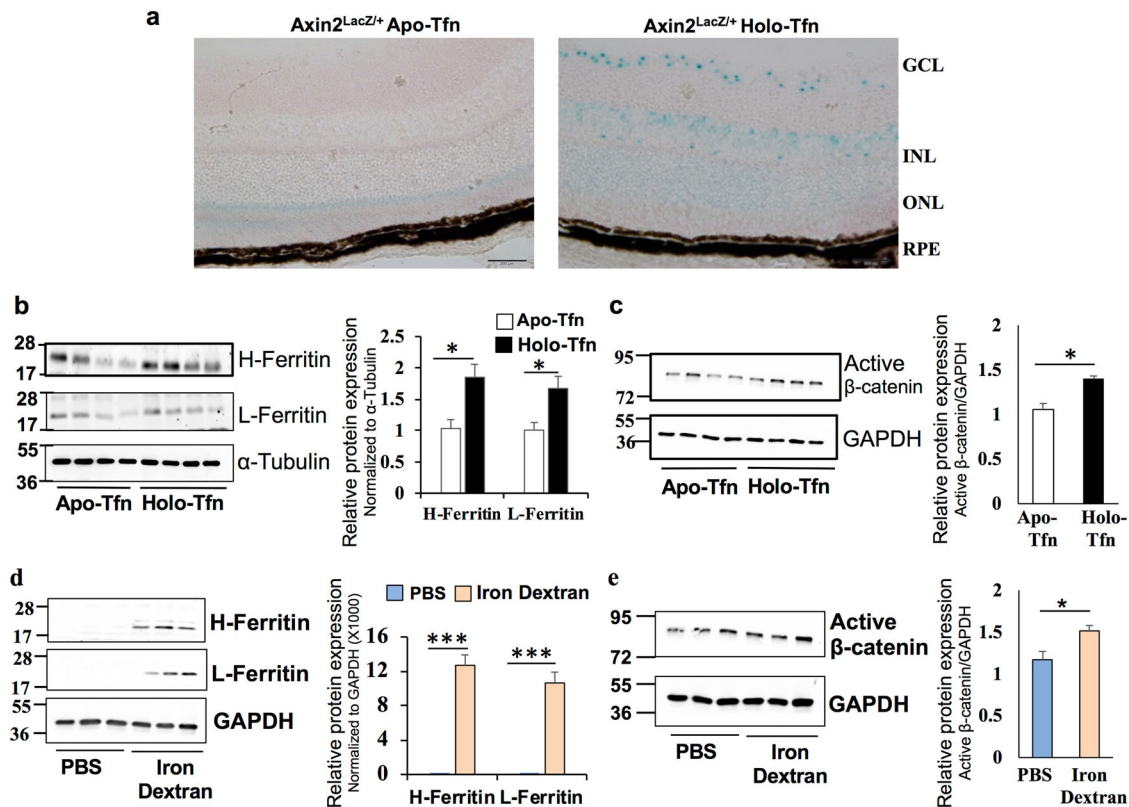 a
Axin2LacZ/+ Apo-Tfn
Axin2LacZ/+ Holo-Tfn
GCL
INL
ONL
RPE
b
28
17
H-Ferritin
28
17
L-Ferritin
55
36
α-Tubulin
Apo-Tfn Holo-Tfn
Relative protein expression
Normalized to α-Tubulin
2.5
2
1.5
1
0.5
0
Apo-Tfn
Holo-Tfn
*
*
H-Ferritin L-Ferritin
c
95
72
Active
β-catenin
55
36
GAPDH
Apo-Tfn Holo-Tfn
Relative protein expression
Active β-catenin/GAPDH
2
1.5
1
0.5
0
*
Apo-
Tfn
Holo-
Tfn
d
28
17
H-Ferritin
28
17
L-Ferritin
55
36
GAPDH
PBS
Iron
Dextran
Relative protein expression
Normalized to GAPDH (X1000)
PBS
Iron Dextran
16
12
8
4
0
***
***
H-Ferritin L-Ferritin
e
95
72
Active
β-catenin
55
36
GAPDH
PBS
Iron
Dextran
Relative protein expression
Active β-catenin/GAPDH
2
1.5
1
0.5
0
*
PBS
Iron
Dextran